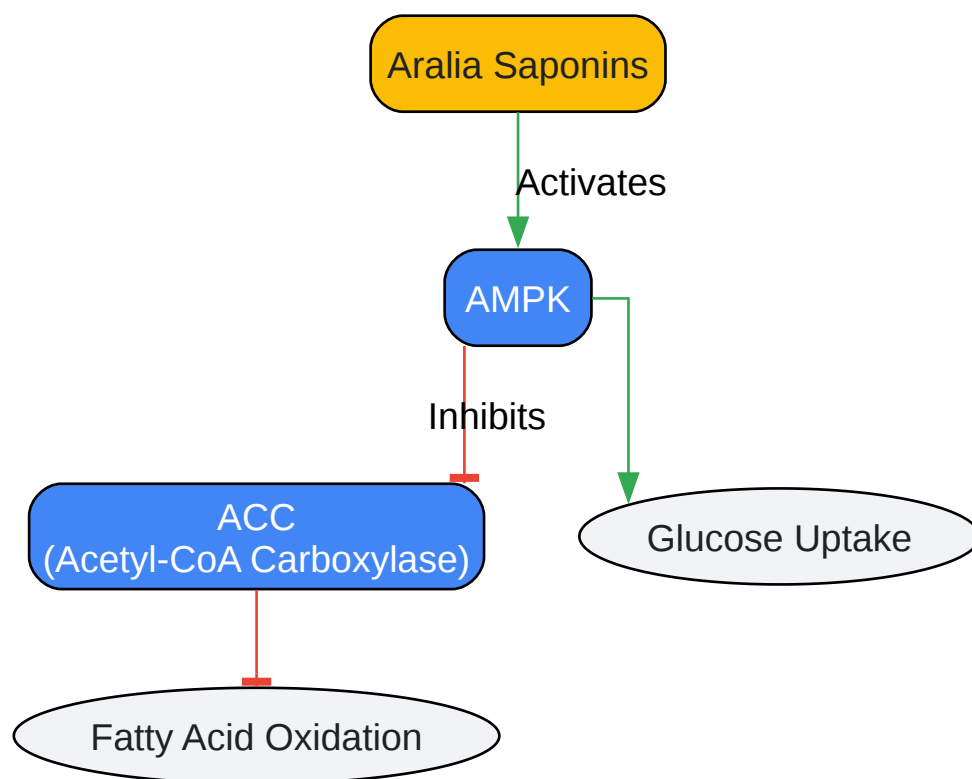 Aralia Saponins
Activates
AMPK
Inhibits
ACC
(Acetyl-CoA Carboxylase)
Glucose Uptake
Fatty Acid Oxidation